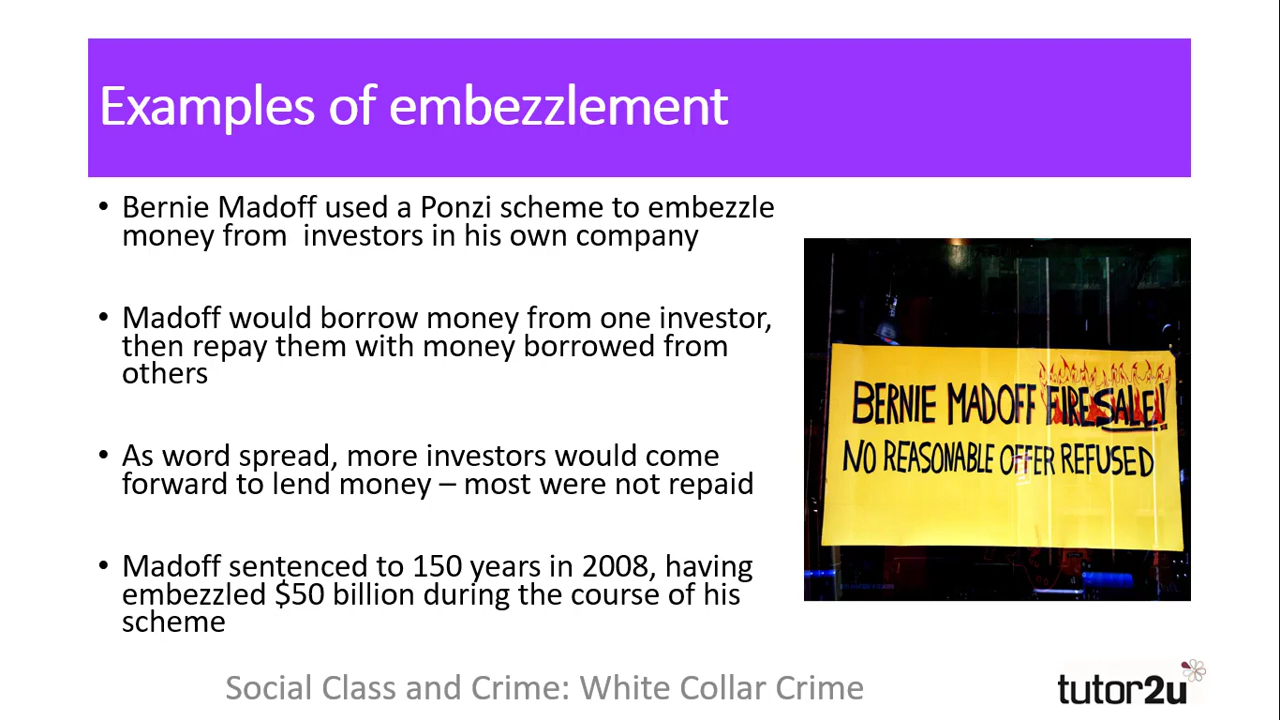 Examples of embezzlement
• Bernie Madoff used a Ponzi scheme to embezzle
money from  investors in his own company
• Madoff would borrow money from one investor,
then repay them with money borrowed from
others
• As word spread, more investors would come
forward to lend money – most were not repaid
• Madoff sentenced to 150 years in 2008, having
embezzled $50 billion during the course of his
scheme
BERNIE MADOFF FIRE SALE!
NO REASONABLE OFFER REFUSED
Social Class and Crime: White Collar Crime
tutor2u